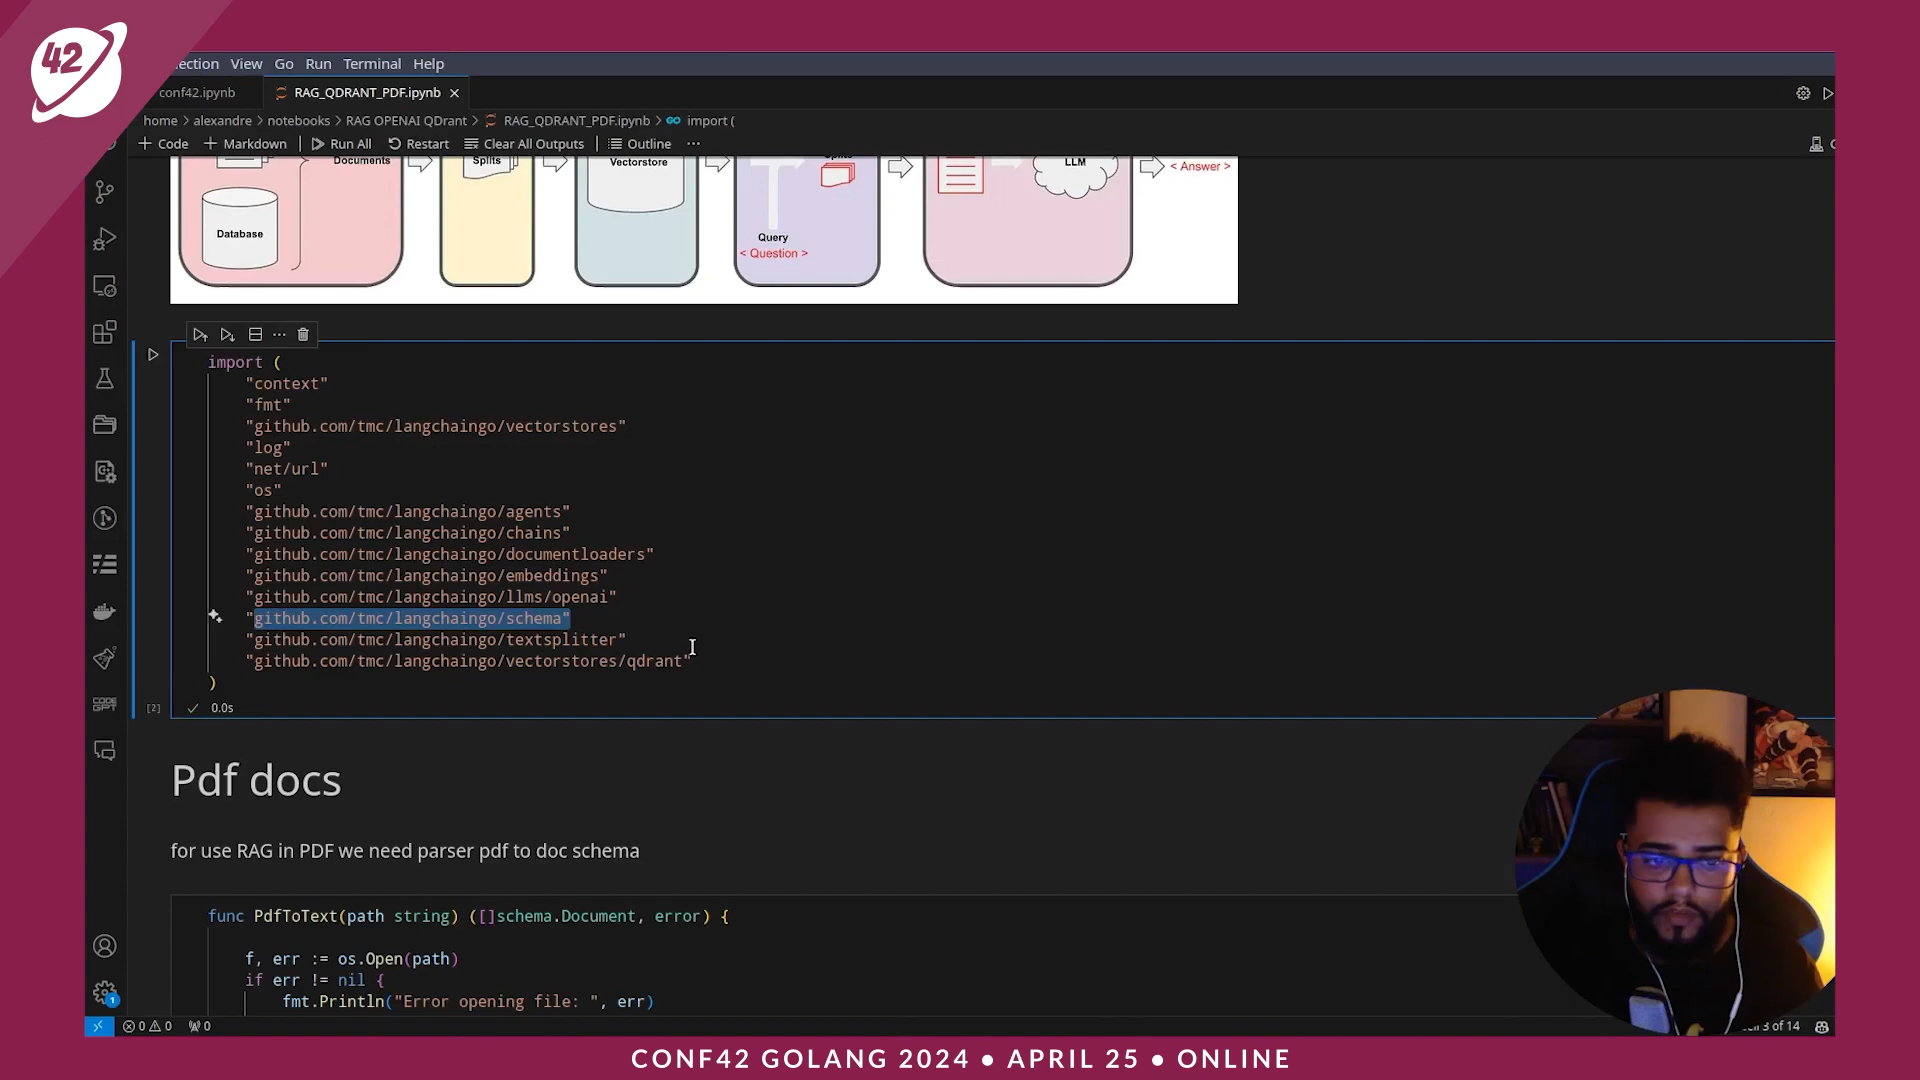 42
ection View Go Run Terminal Help
conf42.ipynb RAG_QDRANT_PDF.ipynb
home > alexandre > notebooks > RAG OPENAI QDrant > RAG_QDRANT_PDF.ipynb > import (
+ Code + Markdown Run All Restart Clear All Outputs Outline ...
Documents Splits Vectorstore Splits LLM < Answer >
Database
Query
< Question >
import (
"context"
"fmt"
"github.com/tmc/langchaingo/vectorstores"
"log"
"net/url"
"os"
"github.com/tmc/langchaingo/agents"
"github.com/tmc/langchaingo/chains"
"github.com/tmc/langchaingo/documentloaders"
"github.com/tmc/langchaingo/embeddings"
"github.com/tmc/langchaingo/llms/openai"
"github.com/tmc/langchaingo/schema"
"github.com/tmc/langchaingo/textsplitter"
"github.com/tmc/langchaingo/vectorstores/qdrant"
)
[2] 0.0s
Pdf docs
for use RAG in PDF we need parser pdf to doc schema
func PdfToText(path string) ([]schema.Document, error) {
f, err := os.Open(path)
if err != nil {
fmt.Println("Error opening file: ", err)
CODE
GPT
1
0 0 0 3 of 14
CONF42 GOLANG 2024 ● APRIL 25 ● ONLINE